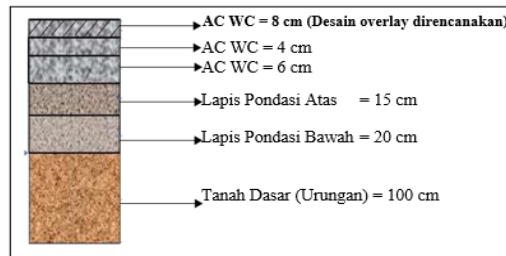 AC WC = 8 cm (Desain overlay direncanakan)
AC WC = 4 cm
AC WC = 6 cm
Lapis Pondasi Atas = 15 cm
Lapis Pondasi Bawah = 20 cm
Tanah Dasar (Urungan) = 100 cm